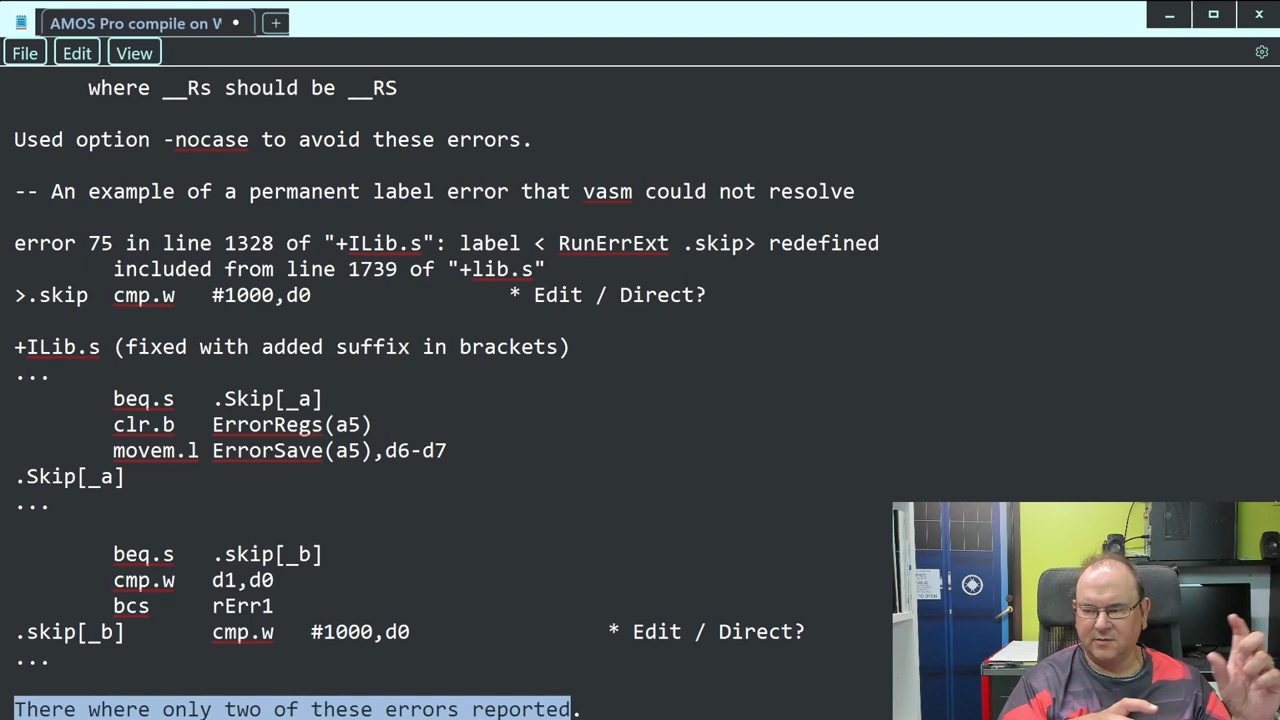 AMOS Pro compile on W
File Edit View
where __Rs should be __RS
Used option -nocase to avoid these errors.
-- An example of a permanent label error that vasm could not resolve
error 75 in line 1328 of "+ILib.s": label < RunErrExt .skip> redefined
included from line 1739 of "+lib.s"
>.skip cmp.w #1000,d0 * Edit / Direct?
+ILib.s (fixed with added suffix in brackets)
...
beq.s .Skip[_a]
clr.b ErrorRegs(a5)
movem.l ErrorSave(a5),d6-d7
.Skip[_a]
...
beq.s .skip[_b]
cmp.w d1,d0
bcs rErr1
.skip[_b] cmp.w #1000,d0 * Edit / Direct?
...
There where only two of these errors reported.